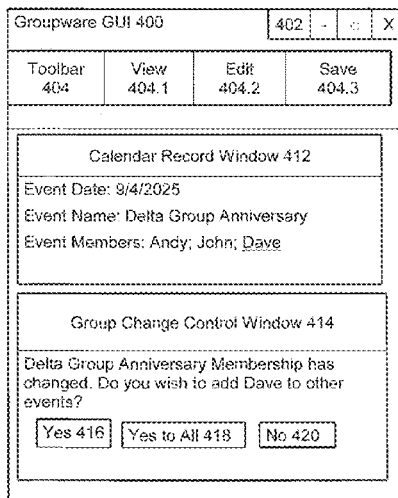 Groupware GUI 400 402 - □ X
Toolbar View Edit Save
404 404.1 404.2 404.3
Calendar Record Window 412
Event Date: 9/4/2025
Event Name: Delta Group Anniversary
Event Members: Andy; John; Dave
Group Change Control Window 414
Delta Group Anniversary Membership has
changed. Do you wish to add Dave to other
events?
Yes 416 Yes to All 418 No 420